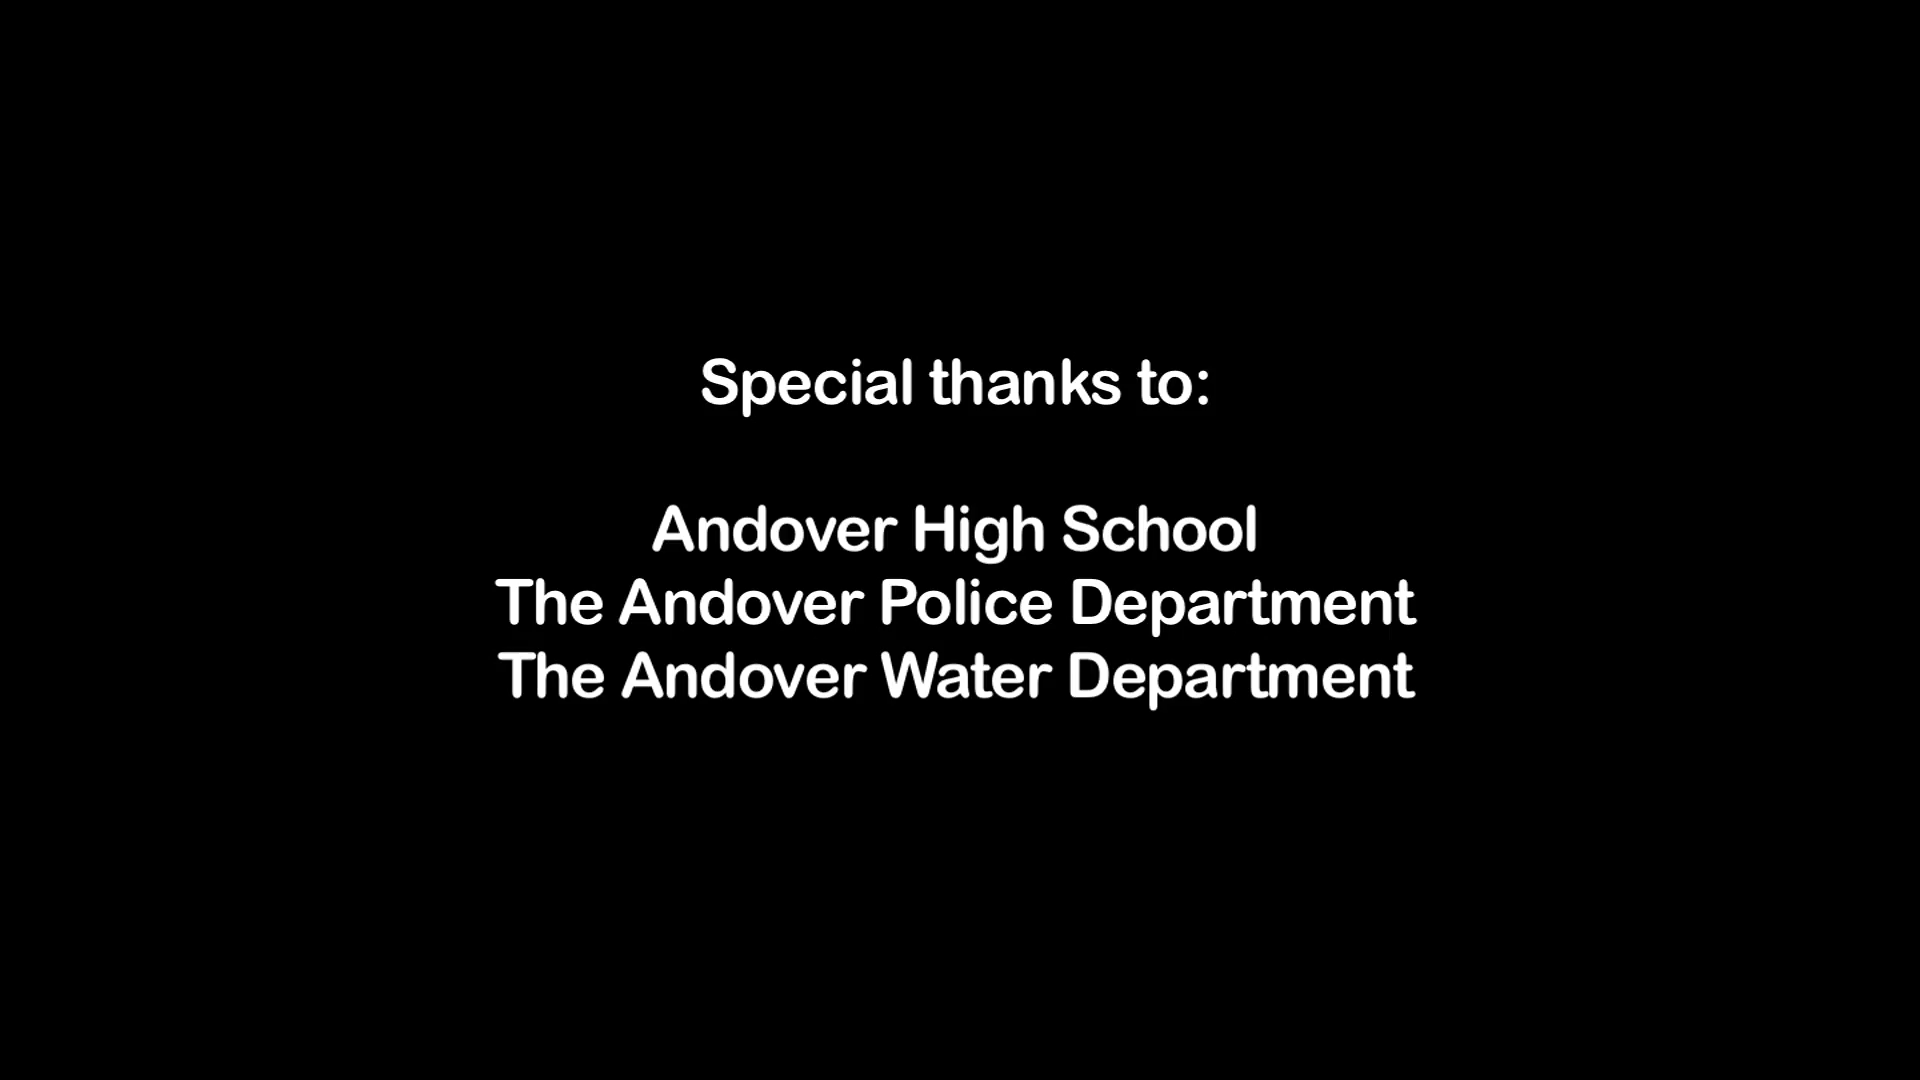 Special thanks to:
Andover High School
The Andover Police Department
The Andover Water Department